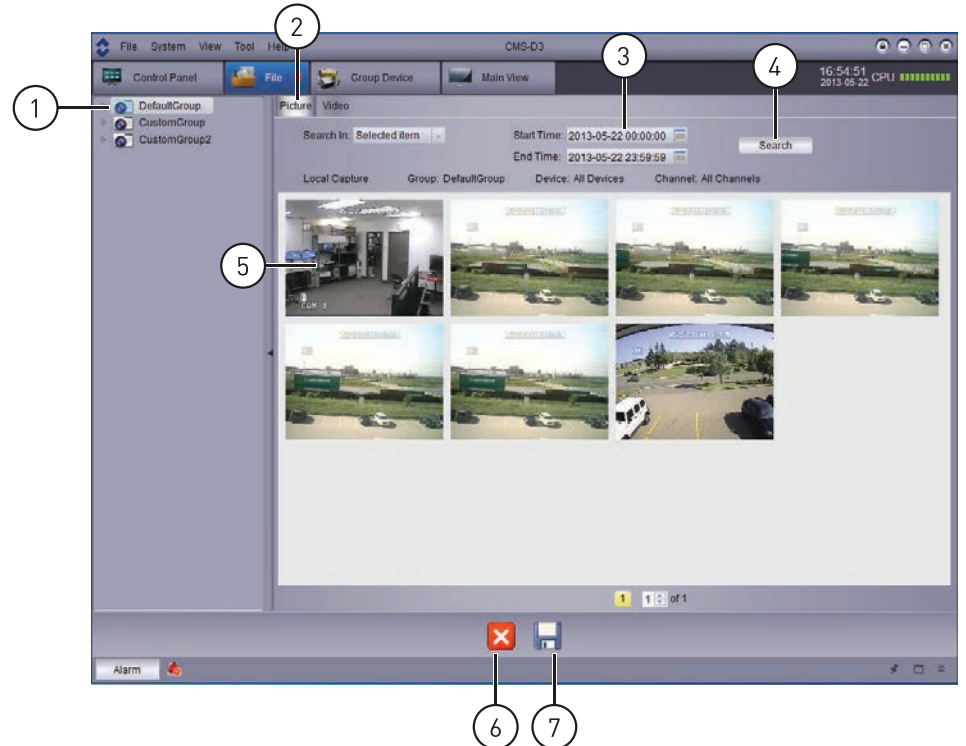 2
File System View Tool Help
CMS-D3
3
4
Control Panel
File
Group Device
Main View
16:54:51
2013-05-22
CPU
1
DefaultGroup
CustomGroup
CustomGroup2
Picture Video
Search In: Selected item
Start Time: 2013-05-22 00:00:00
End Time: 2013-05-22 23:59:59
Search
Local Capture Group: DefaultGroup Device: All Devices Channel: All Channels
5
1 1 of 1
Alarm
6
7